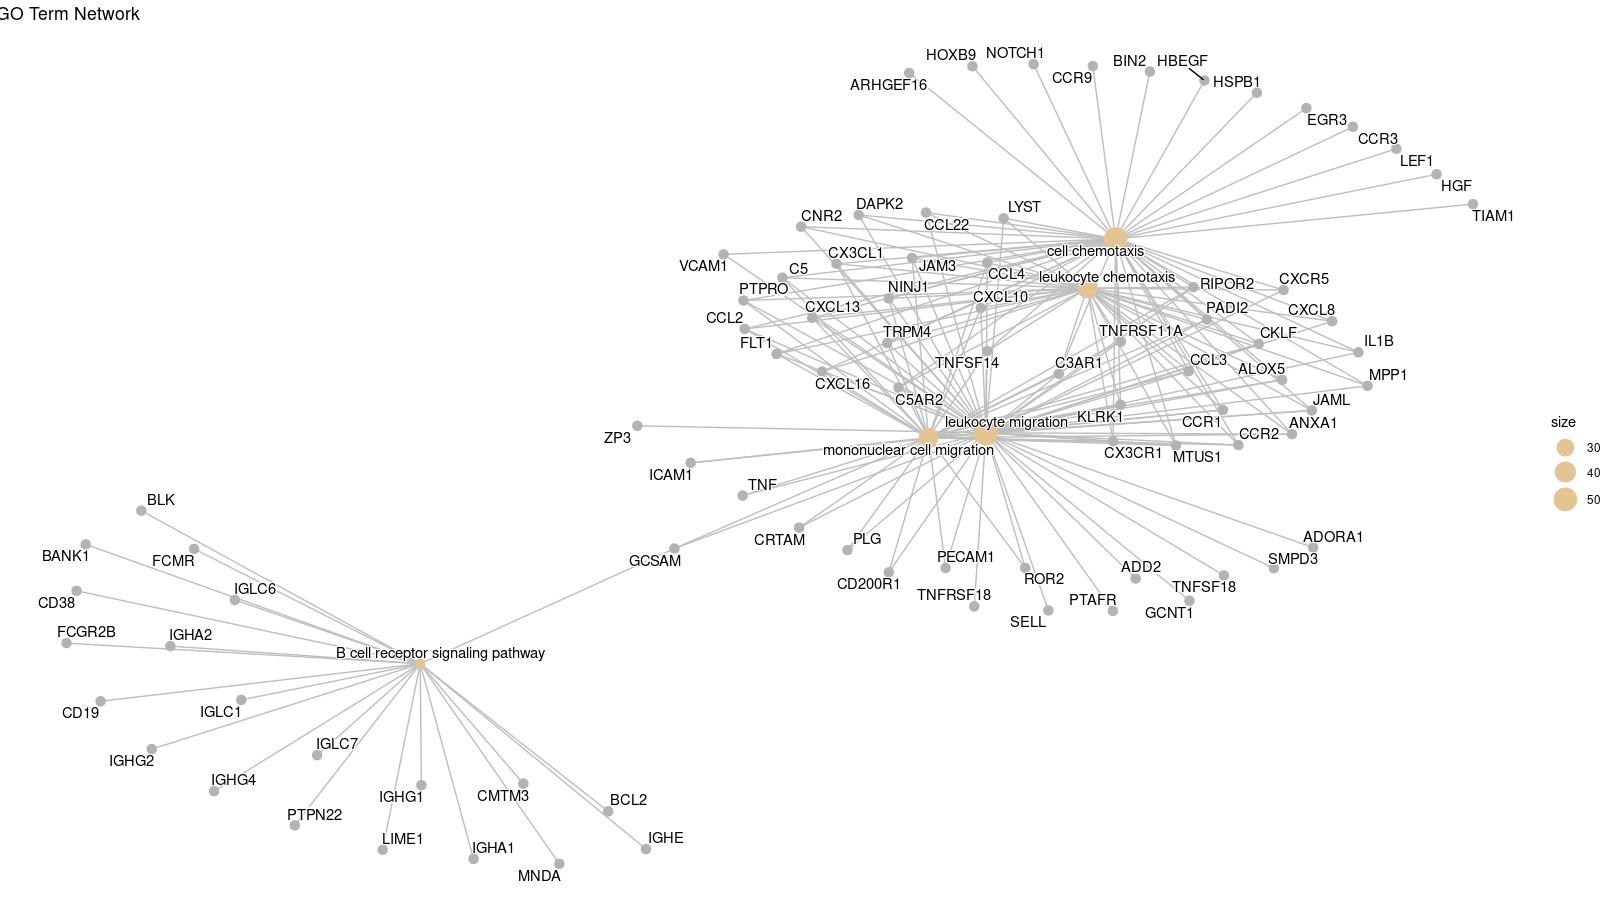 GO Term Network
HOXB9
NOTCH1
BIN2
HBEGF
CCR9
ARHGEF16
HSPB1
EGR3
CCR3
LEF1
HGF
TIAM1
DAPK2
LYST
CNR2
CCL22
cell chemotaxis
CX3CL1
VCAM1
C5
JAM3
CCL4
leukocyte chemotaxis
CXCR5
RIPOR2
PTPRO
NINJ1
CXCL10
CXCL13
PADI2
CXCL8
CCL2
TRPM4
TNFRSF11A
CKLF
FLT1
IL1B
TNFSF14
C3AR1
CCL3
ALOX5
MPP1
CXCL16
C5AR2
JAML
leukocyte migration
KLRK1
CCR1
ANXA1
CCR2
ZP3
mononuclear cell migration
CX3CR1
MTUS1
ICAM1
TNF
size
30
40
50
BLK
CRTAM
PLG
ADORA1
BANK1
FCMR
GCSAM
PECAM1
SMPD3
ADD2
CD200R1
ROR2
TNFSF18
IGLC6
TNFRSF18
PTAFR
CD38
GCNT1
SELL
FCGR2B
IGHA2
B cell receptor signaling pathway
CD19
IGLC1
IGLC7
IGHG2
IGHG4
IGHG1
CMTM3
BCL2
PTPN22
LIME1
IGHE
IGHA1
MNDA